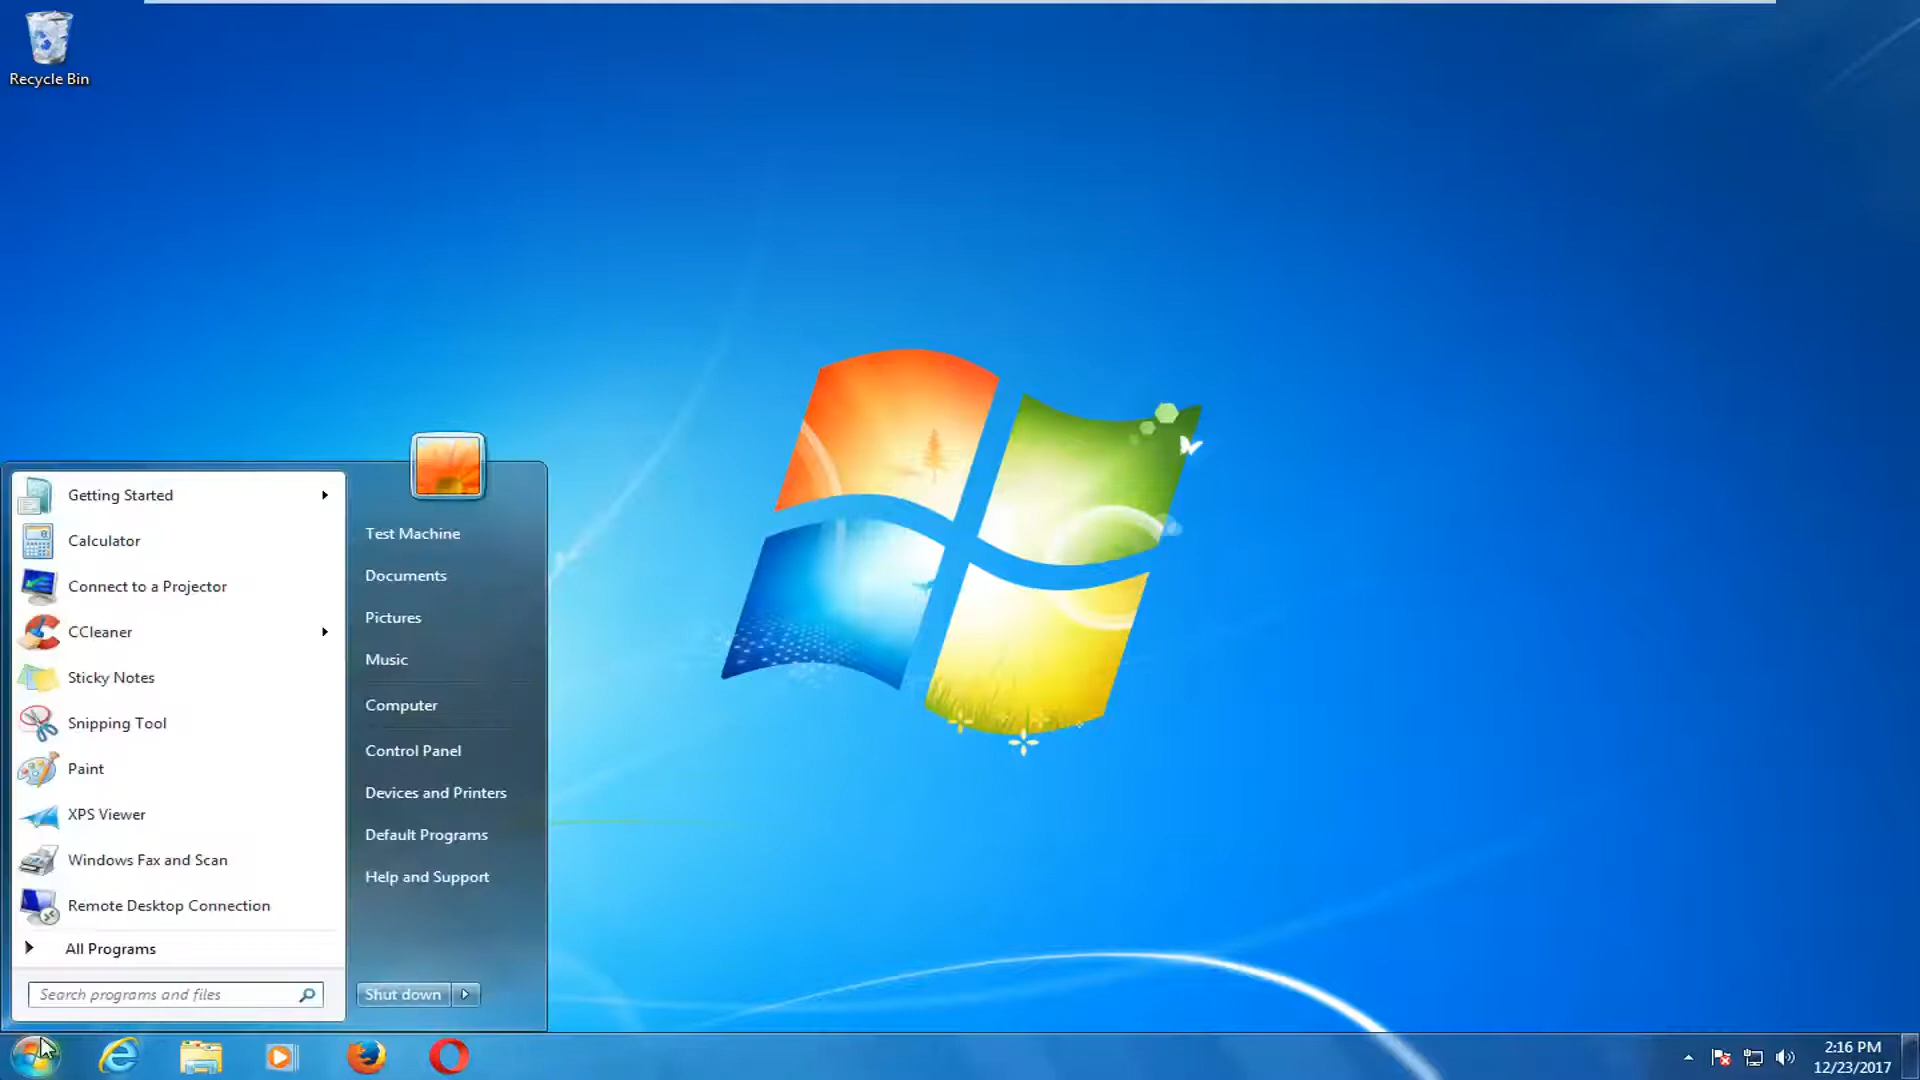 Recycle Bin
Getting Started
Calculator
Connect to a Projector
CCleaner
Sticky Notes
Snipping Tool
Paint
XPS Viewer
Windows Fax and Scan
Remote Desktop Connection
All Programs
Search programs and files
Test Machine
Documents
Pictures
Music
Computer
Control Panel
Devices and Printers
Default Programs
Help and Support
Shut down
2:16 PM
12/23/2017